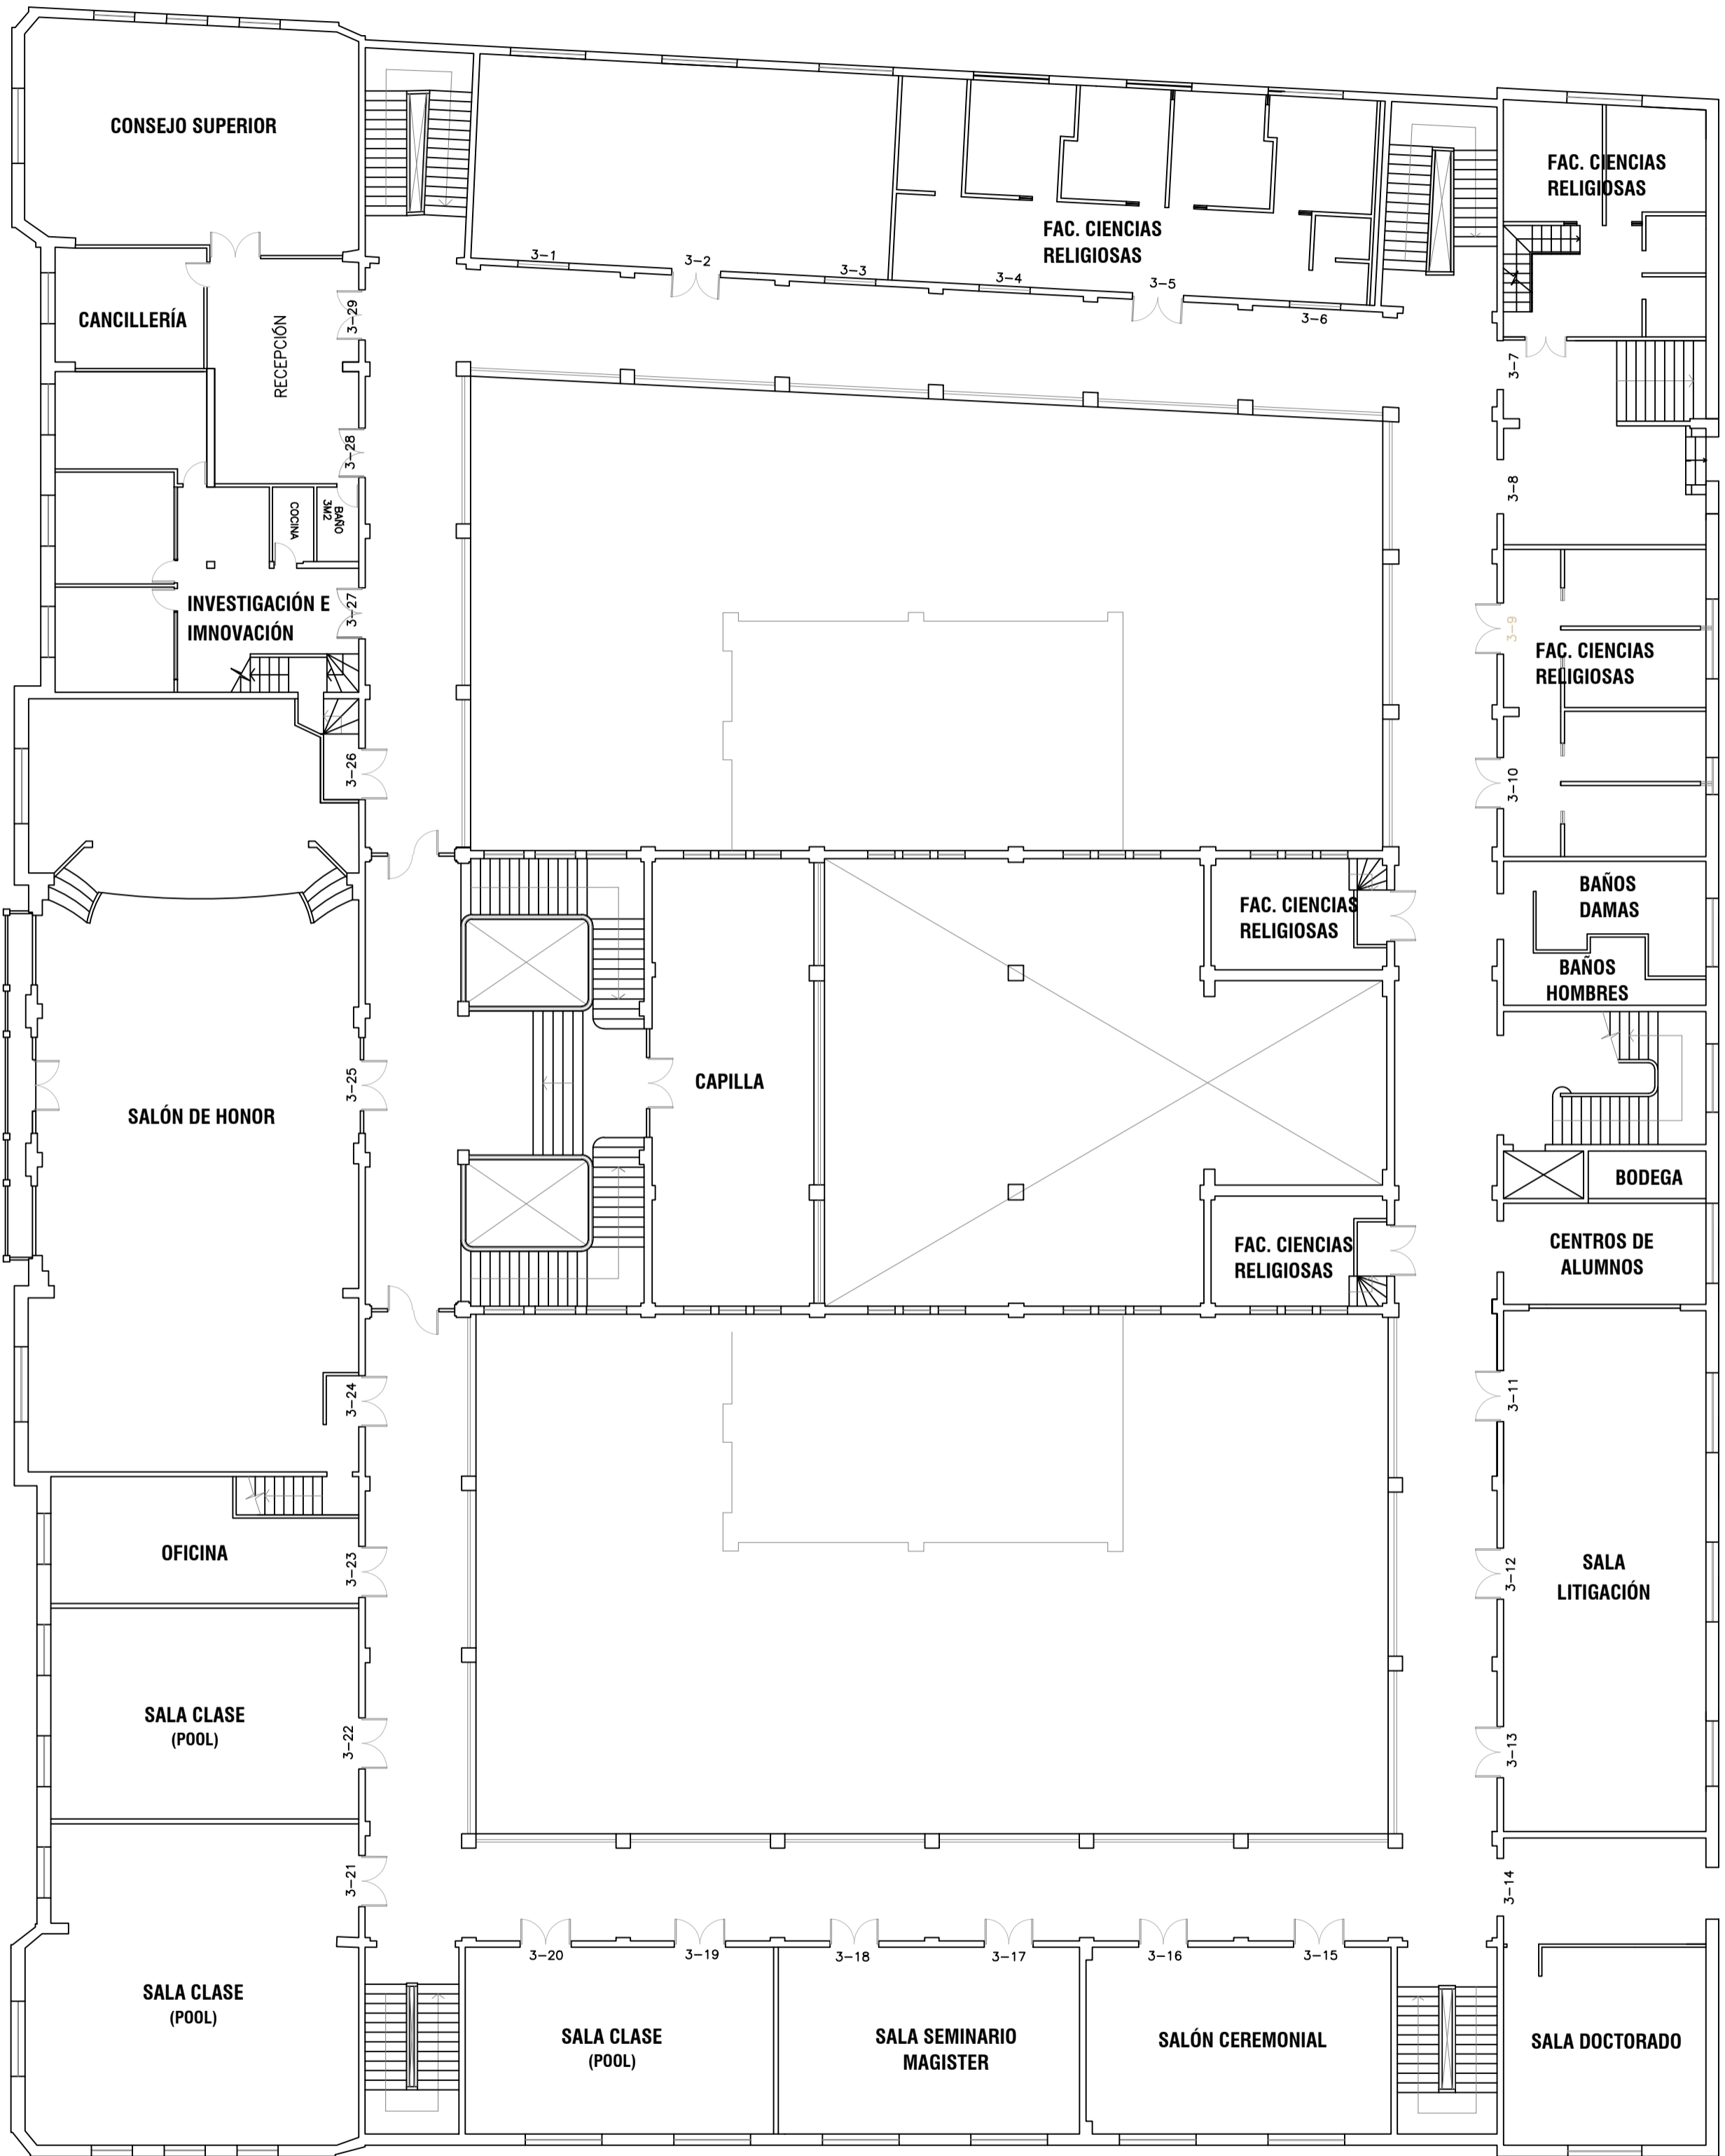 CONSEJO SUPERIOR
FAC. CIENCIAS
RELIGIOSAS
FAC. CIENCIAS
RELIGIOSAS
3-1
3-2
3-3
3-4
3-5
3-6
CANCILLERÍA
RECEPCIÓN
3-29
3-7
3-28
3-8
COCINA
BAÑO
3M2
INVESTIGACIÓN E
IMNOVACIÓN
3-27
3-9
FAC. CIENCIAS
RELIGIOSAS
3-26
3-10
FAC. CIENCIAS
RELIGIOSAS
BAÑOS
DAMAS
BAÑOS
HOMBRES
SALÓN DE HONOR
3-25
CAPILLA
BODEGA
FAC. CIENCIAS
RELIGIOSAS
CENTROS DE
ALUMNOS
3-24
3-11
OFICINA
3-23
3-12
SALA
LITIGACIÓN
SALA CLASE
(POOL)
3-22
3-13
3-21
3-14
3-20
3-19
3-18
3-17
3-16
3-15
SALA CLASE
(POOL)
SALA CLASE
(POOL)
SALA SEMINARIO
MAGISTER
SALÓN CEREMONIAL
SALA DOCTORADO